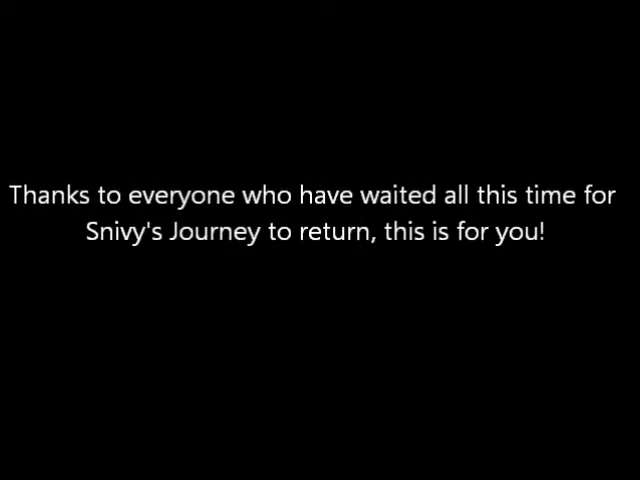 Thanks to everyone who have waited all this time for
Snivy's Journey to return, this is for you!